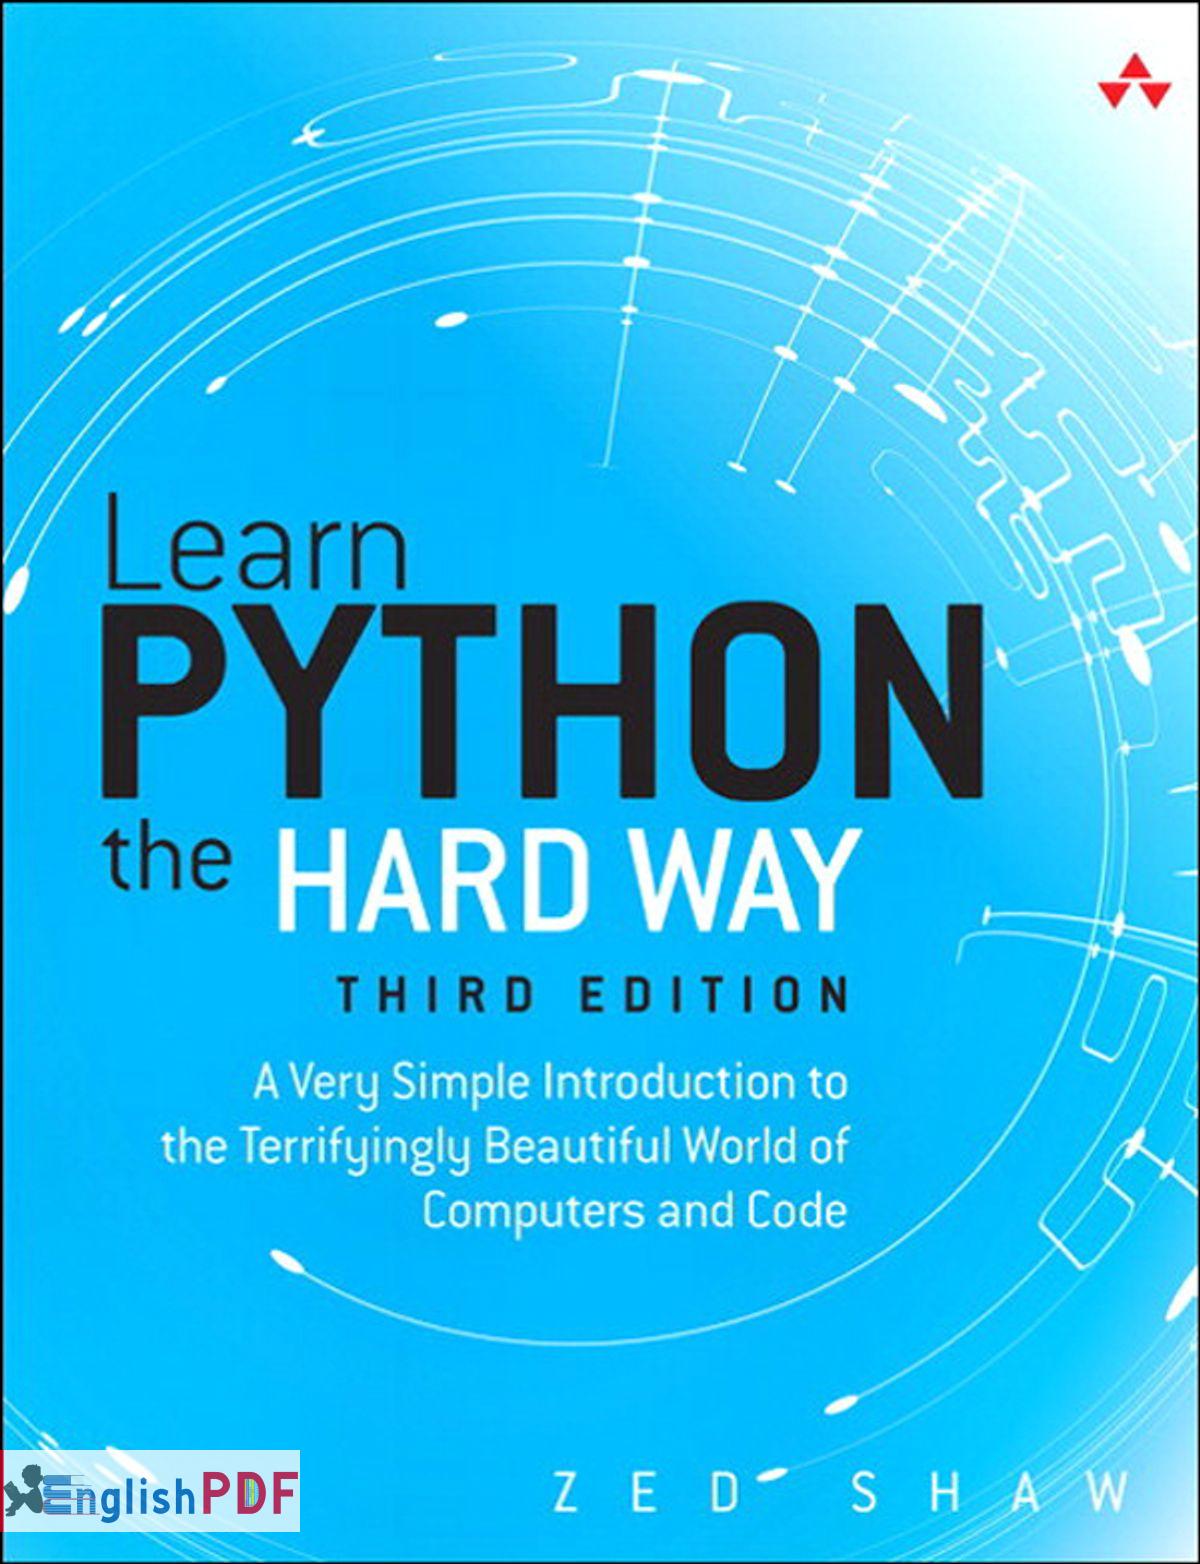 Learn
PYTHON
the HARD WAY
THIRD EDITION
A Very Simple Introduction to
the Terrifyingly Beautiful World of
Computers and Code
ZED SHAW
EnglishPDF